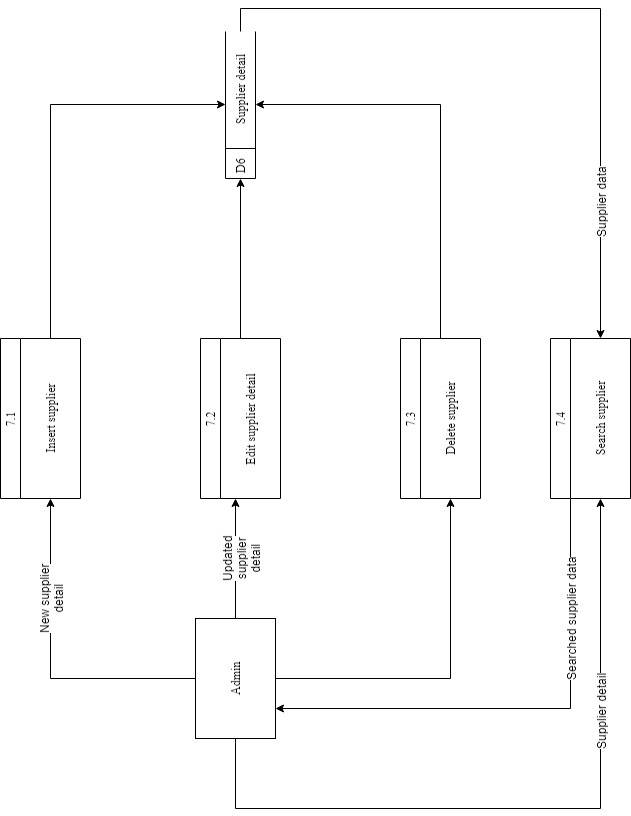 7.1
Insert supplier
New supplier
detail
Admin
Updated
supplier
detail
7.2
Edit supplier detail
D6
Supplier detail
7.3
Delete supplier
7.4
Search supplier
Searched supplier data
Supplier detail
Supplier data